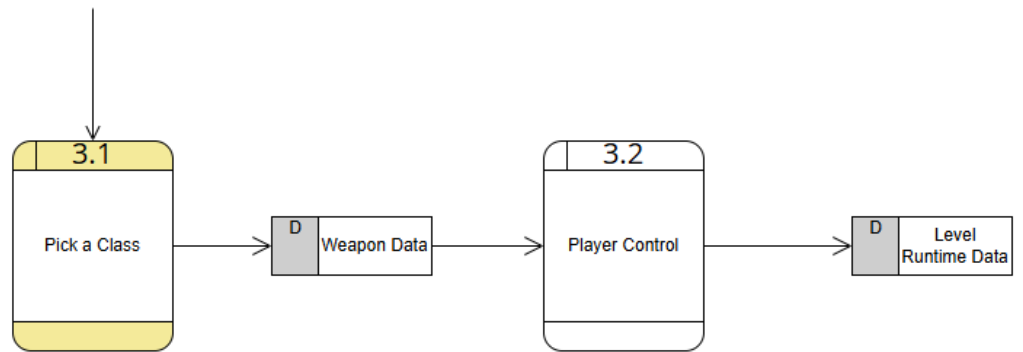 3.1
Pick a Class
D
Weapon Data
3.2
Player Control
D
Level
Runtime Data